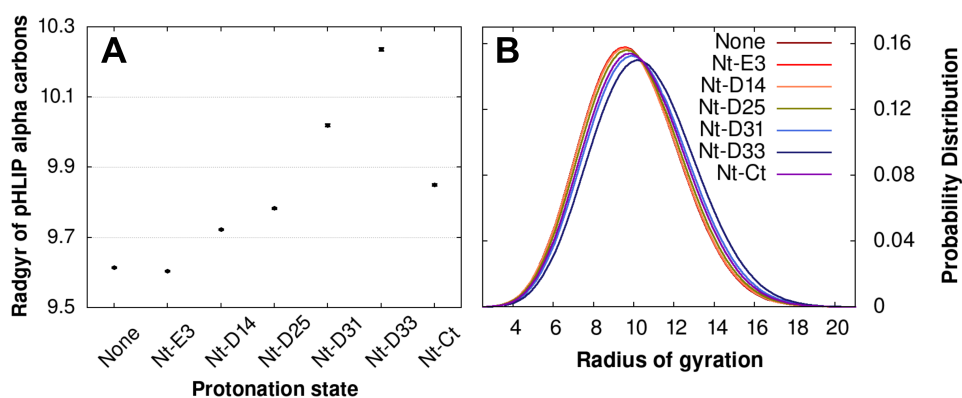 A
Radgyr of pHLIP alpha carbons
10.3
10.1
9.9
9.7
9.5
None
Nt-E3
Nt-D14
Nt-D25
Nt-D31
Nt-D33
Nt-Ct
Protonation state
B
None
Nt-E3
Nt-D14
Nt-D25
Nt-D31
Nt-D33
Nt-Ct
0.16
0.12
0.08
0.04
0
Probability Distribution
4 6 8 10 12 14 16 18 20
Radius of gyration